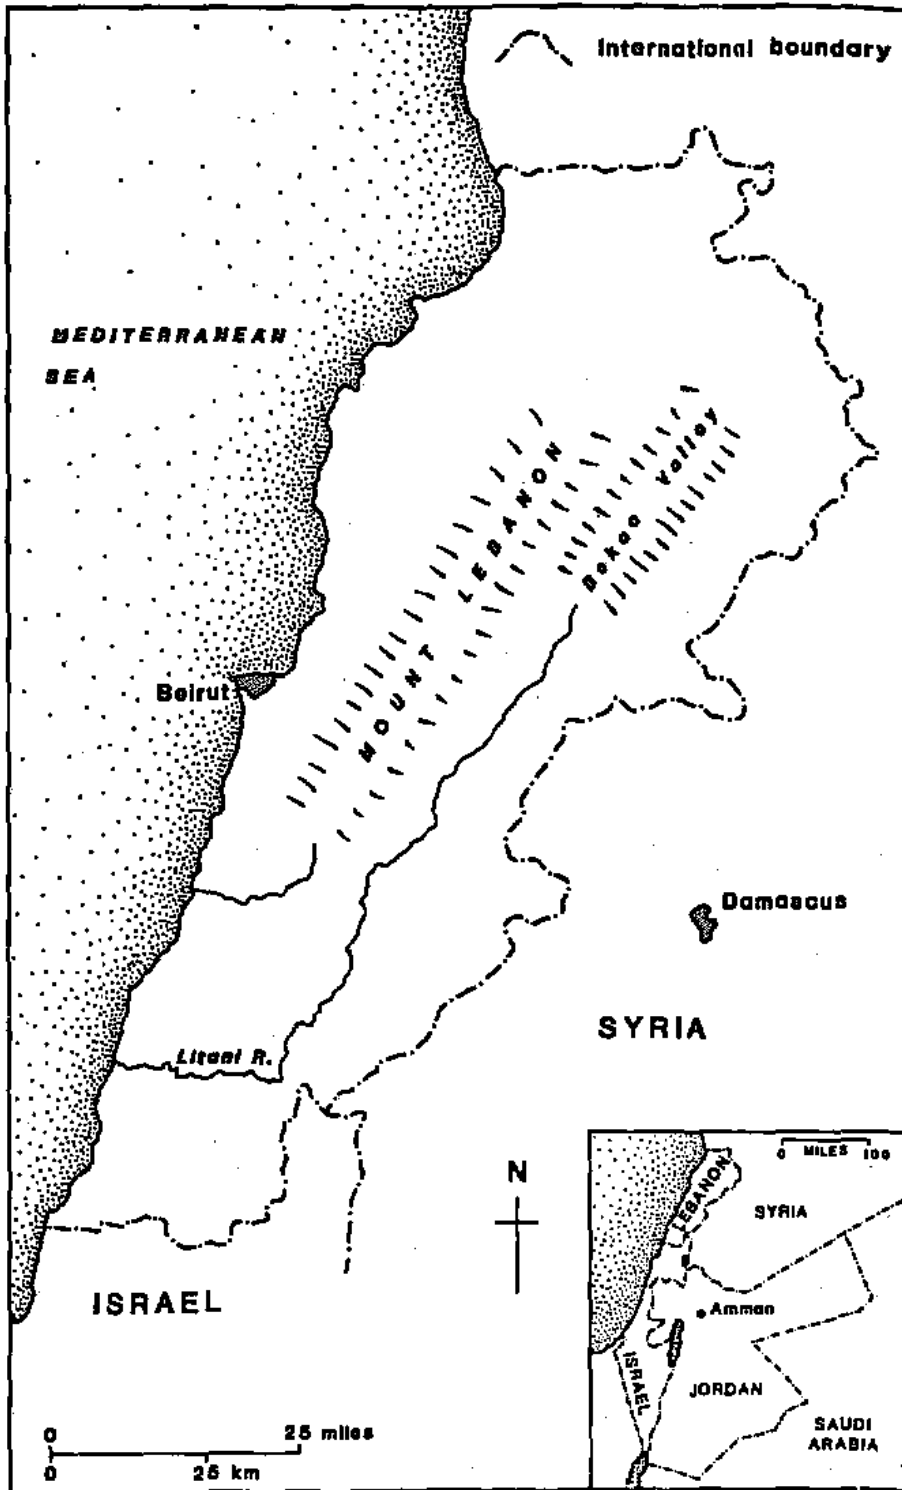 International boundary
MEDITERRANEAN
SEA
MOUNT LEBANON
Bekaa Valley
Beirut
Damascus
SYRIA
Litani R.
N
ISRAEL
0 25 miles
0 25 km
0 MILES 100
LEBANON
SYRIA
Amman
ISRAEL
JORDAN
SAUDI
ARABIA